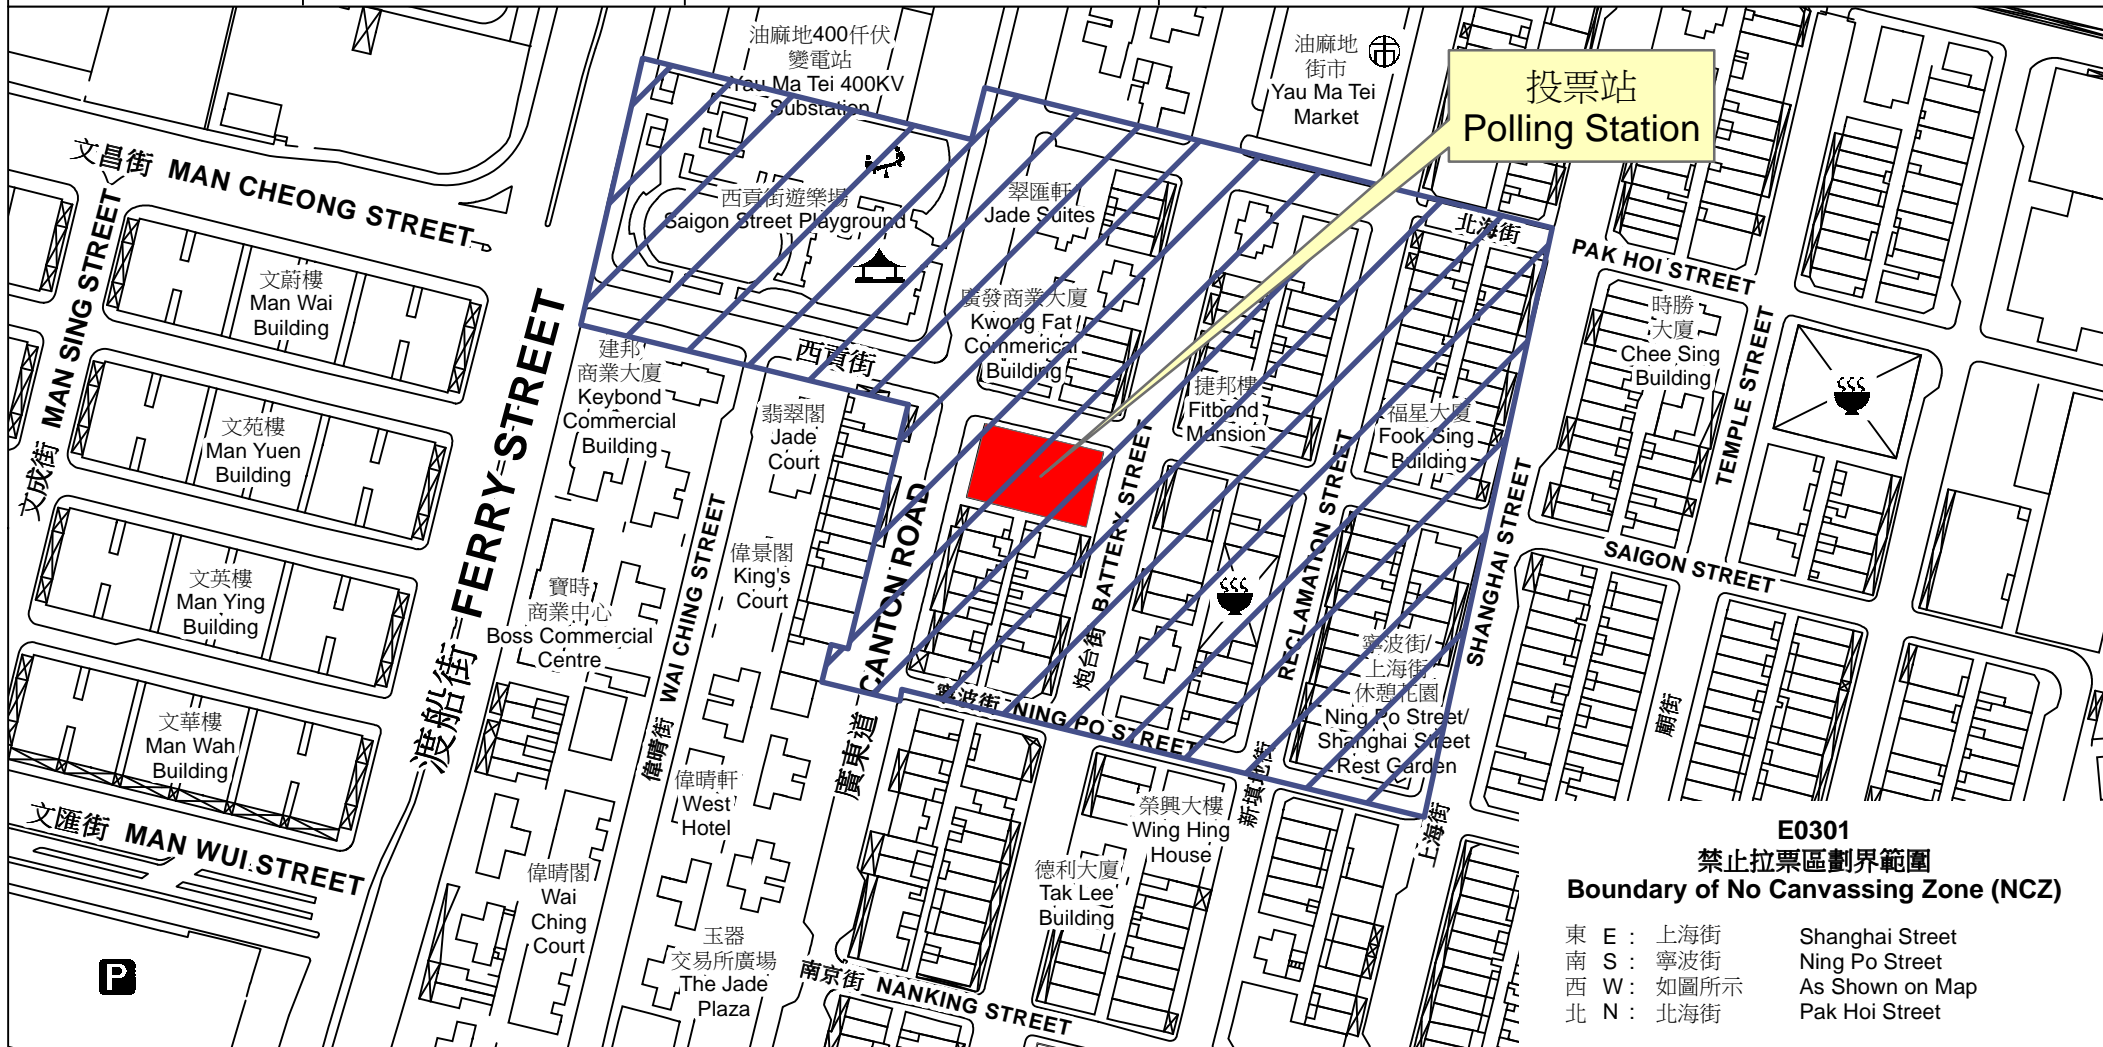 油麻地400仟伏
變電站
Yau Ma Tei 400KV
Substation
油麻地
街市
Yau Ma Tei
Market
投票站
Polling Station
文昌街 MAN CHEONG STREET
西貢街遊樂場
Saigon Street Playground
翠匯軒
Jade Suites
北海街
PAK HOI STREET
文蔚樓
Man Wai
Building
文成街 MAN SING STREET
廣發商業大廈
Kwong Fat
Commerical
Building
時勝
大廈
Chee Sing
Building
TEMPLE STREET
廟街
建邦
商業大廈
Keybond
Commercial
Building
西貢街
SAIGON STREET
翡翠閣
Jade
Court
捷邦樓
Fitbond
Mansion
福星大廈
Fook Sing
Building
文苑樓
Man Yuen
Building
渡船街 FERRY STREET
偉晴街 WAI CHING STREET
廣東道 CANTON ROAD
炮台街 BATTERY STREET
新填地街 RECLAMATION STREET
上海街 SHANGHAI STREET
偉景閣
King's
Court
文英樓
Man Ying
Building
寶時
商業中心
Boss Commercial
Centre
寧波街/
上海街
休憩花園
Ning Po Street/
Shanghai Street
Rest Garden
寧波街 NING PO STREET
文華樓
Man Wah
Building
文匯街 MAN WUI STREET
偉晴軒
West
Hotel
榮興大樓
Wing Hing
House
德利大廈
Tak Lee
Building
偉晴閣
Wai
Ching
Court
玉器
交易所廣場
The Jade
Plaza
南京街 NANKING STREET
P
E0301
禁止拉票區劃界範圍
Boundary of No Canvassing Zone (NCZ)
東 E : 上海街 Shanghai Street
南 S : 寧波街 Ning Po Street
西 W : 如圖所示 As Shown on Map
北 N : 北海街 Pak Hoi Street